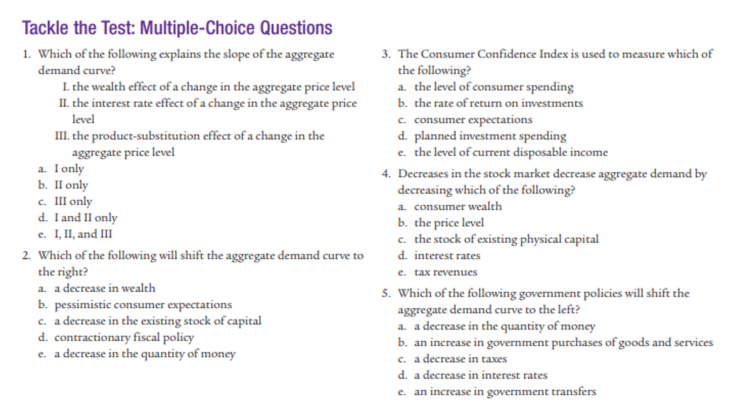 Tackle the Test: Multiple-Choice Questions
1. Which of the following explains the slope of the aggregate
demand curve?
I. the wealth effect of a change in the aggregate price level
II. the interest rate effect of a change in the aggregate price
level
III. the product-substitution effect of a change in the
aggregate price level
a. I only
b. II only
c. III only
d. I and II only
e. I, II, and III
2. Which of the following will shift the aggregate demand curve to
the right?
a. a decrease in wealth
b. pessimistic consumer expectations
c. a decrease in the existing stock of capital
d. contractionary fiscal policy
e. a decrease in the quantity of money
3. The Consumer Confidence Index is used to measure which of
the following?
a. the level of consumer spending
b. the rate of return on investments
c. consumer expectations
d. planned investment spending
e. the level of current disposable income
4. Decreases in the stock market decrease aggregate demand by
decreasing which of the following?
a. consumer wealth
b. the price level
c. the stock of existing physical capital
d. interest rates
e. tax revenues
5. Which of the following government policies will shift the
aggregate demand curve to the left?
a. a decrease in the quantity of money
b. an increase in government purchases of goods and services
c. a decrease in taxes
d. a decrease in interest rates
e. an increase in government transfers